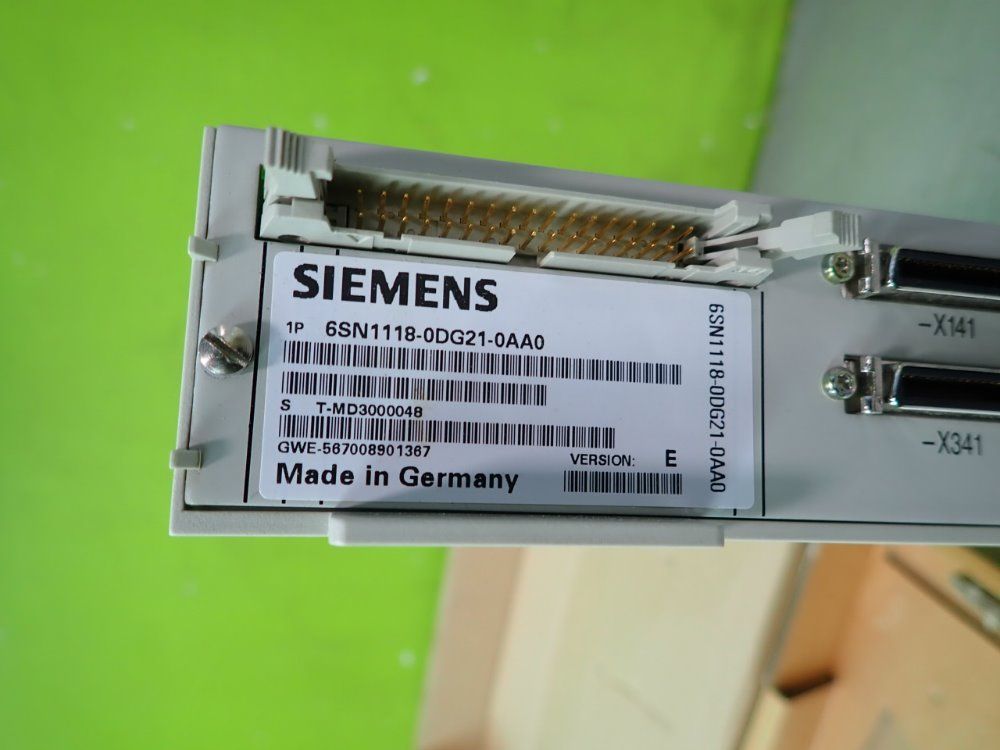 SIEMENS
1P 6SN1118-0DG21-0AA0
S T-MD3000048
GWE-567008901367
VERSION: E
Made in Germany
6SN1118-0DG21-0AA0
-X141
-X341